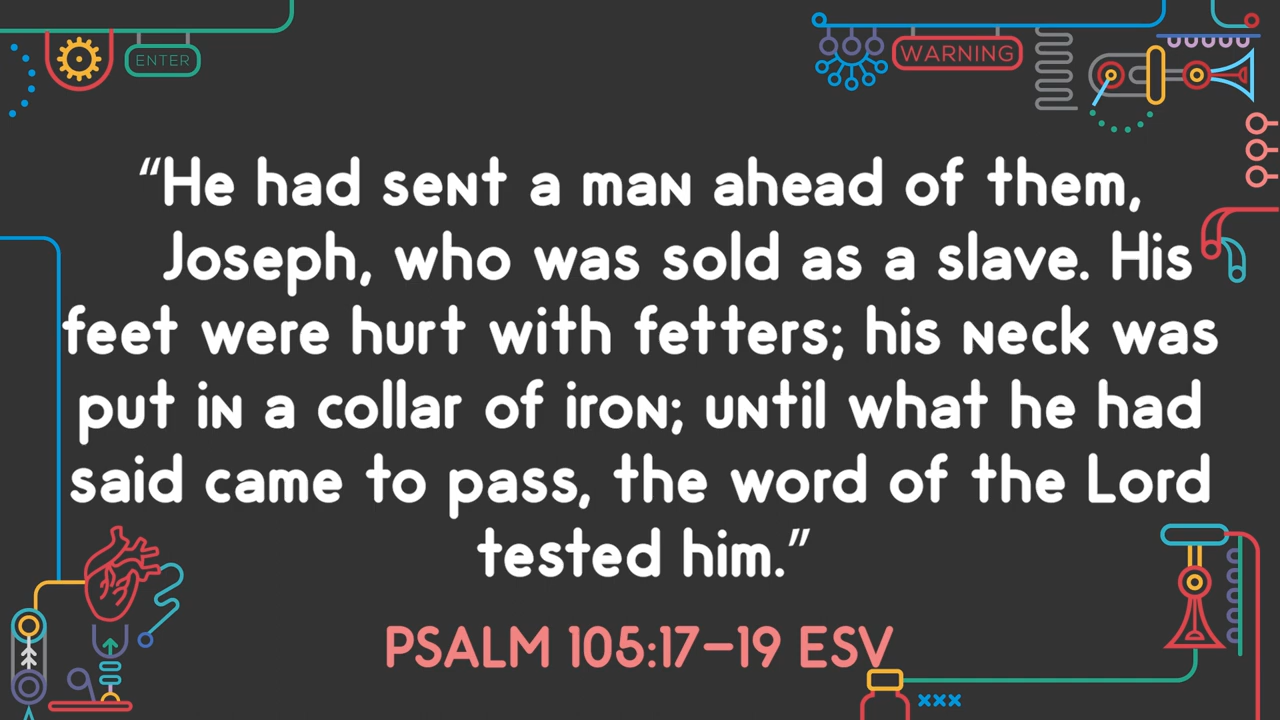 ENTER
WARNING
“He had sent a man ahead of them,
Joseph, who was sold as a slave. His
feet were hurt with fetters; his neck was
put in a collar of iron; until what he had
said came to pass, the word of the Lord
tested him.”
PSALM 105:17–19 ESV
xxx